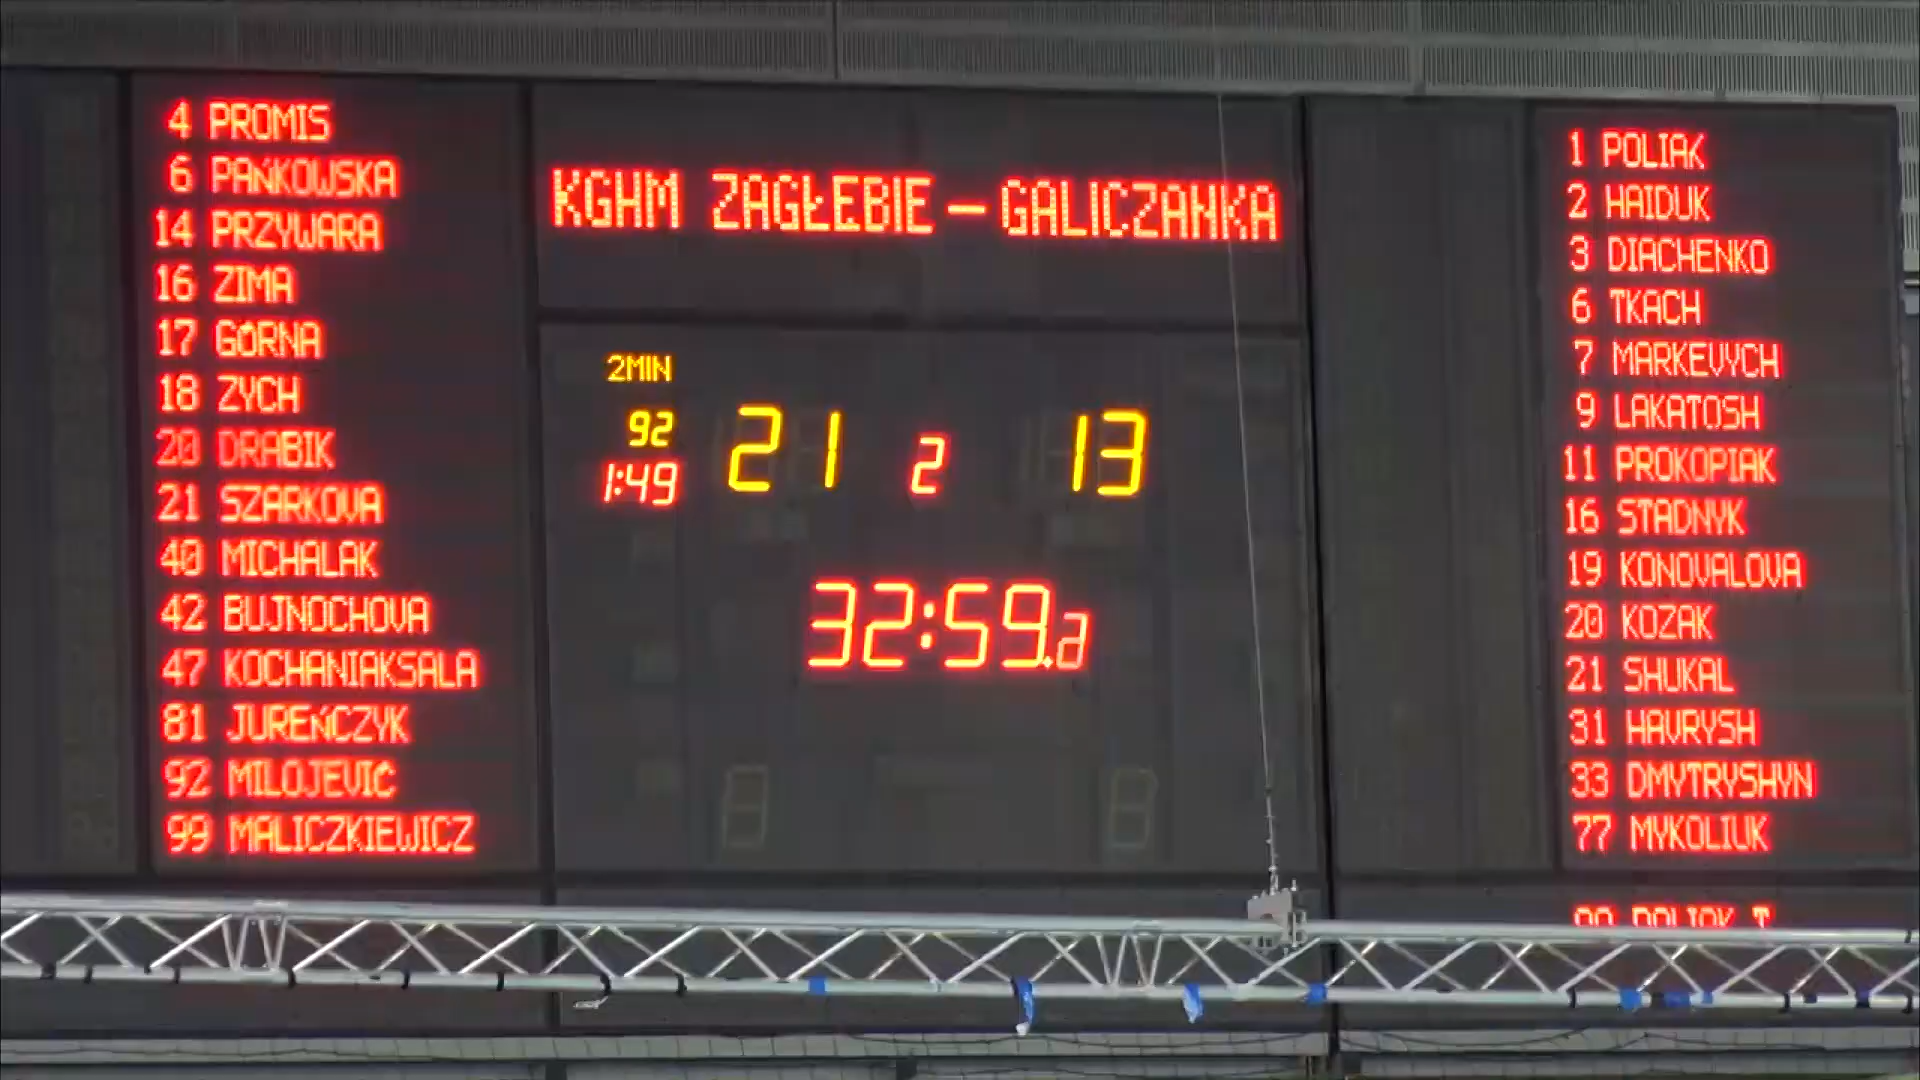 4 PROMIS
6 PAŃKOWSKA
14 PRZYWARA
16 ZIMA
17 GÓRNA
18 ZYCH
20 DRABIK
21 SZARKOVA
40 MICHALAK
42 BUJNOCHOVA
47 KOCHANIAKSALA
81 JUREŃCZYK
92 MILOJEVIĆ
99 MALICZKIEWICZ
KGHM ZAGŁEBIE – GALICZANKA
2MIN
92
1:49
21 2 13
32:59.
1 POLIAK
2 HAIDUK
3 DIACHENKO
6 TKACH
7 MARKEVYCH
9 LAKATOSH
11 PROKOPIAK
16 STADNYK
19 KONOVALOVA
20 KOZAK
21 SHUKAL
31 HAVRYSH
33 DMYTRYSHYN
77 MYKOLIUK